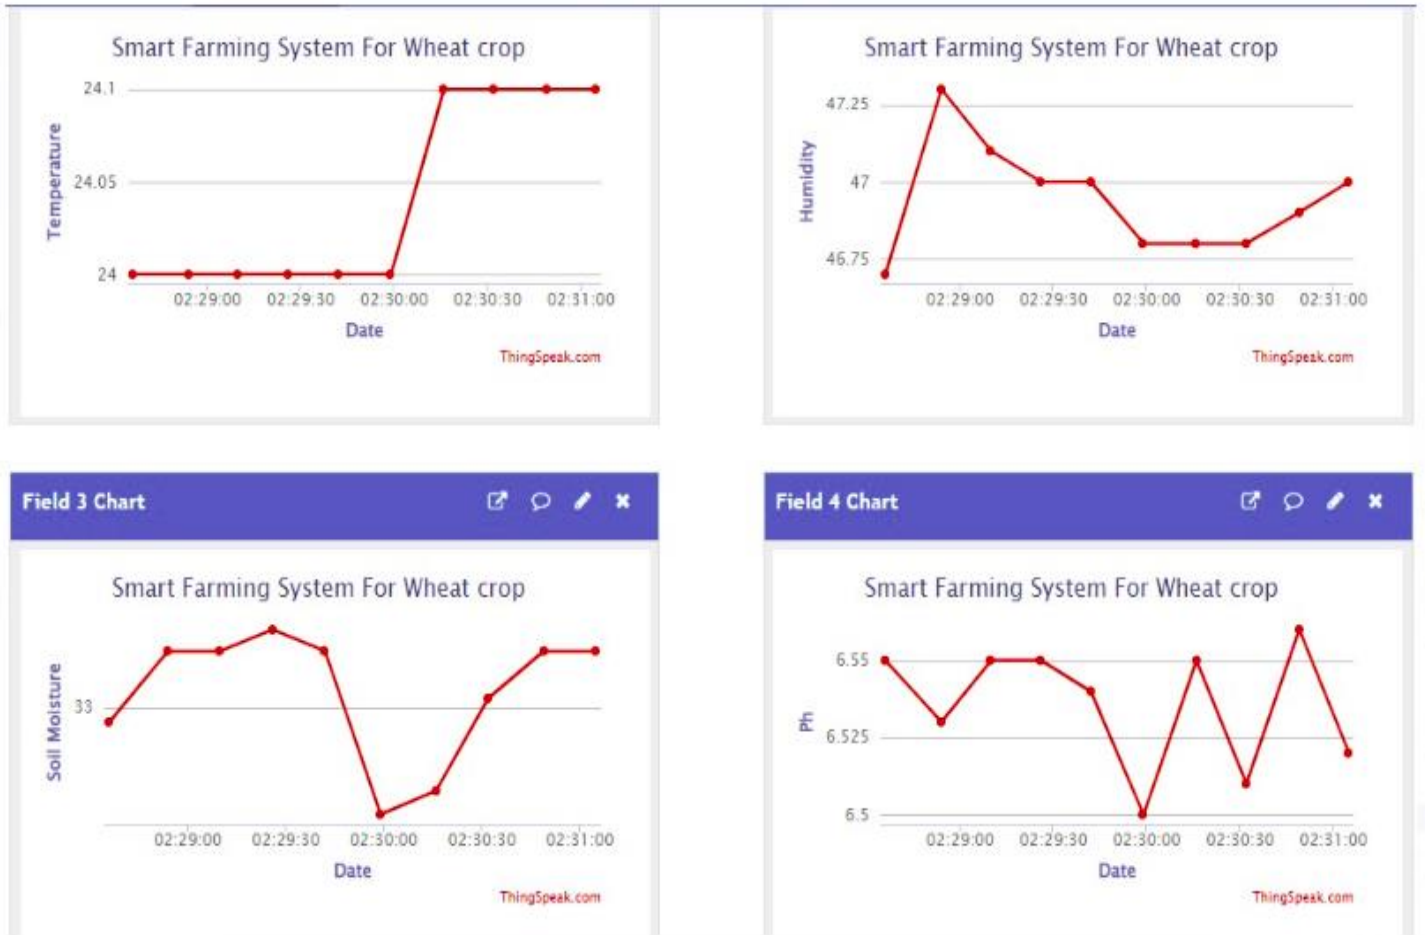 Smart Farming System For Wheat crop
24.1
24.05
24
Temperature
02:29:00 02:29:30 02:30:00 02:30:30 02:31:00
Date
ThingSpeak.com
Smart Farming System For Wheat crop
47.25
47
46.75
Humidity
02:29:00 02:29:30 02:30:00 02:30:30 02:31:00
Date
ThingSpeak.com
Field 3 Chart
Smart Farming System For Wheat crop
33
Soil Moisture
02:29:00 02:29:30 02:30:00 02:30:30 02:31:00
Date
ThingSpeak.com
Field 4 Chart
Smart Farming System For Wheat crop
6.55
6.525
6.5
Ph
02:29:00 02:29:30 02:30:00 02:30:30 02:31:00
Date
ThingSpeak.com